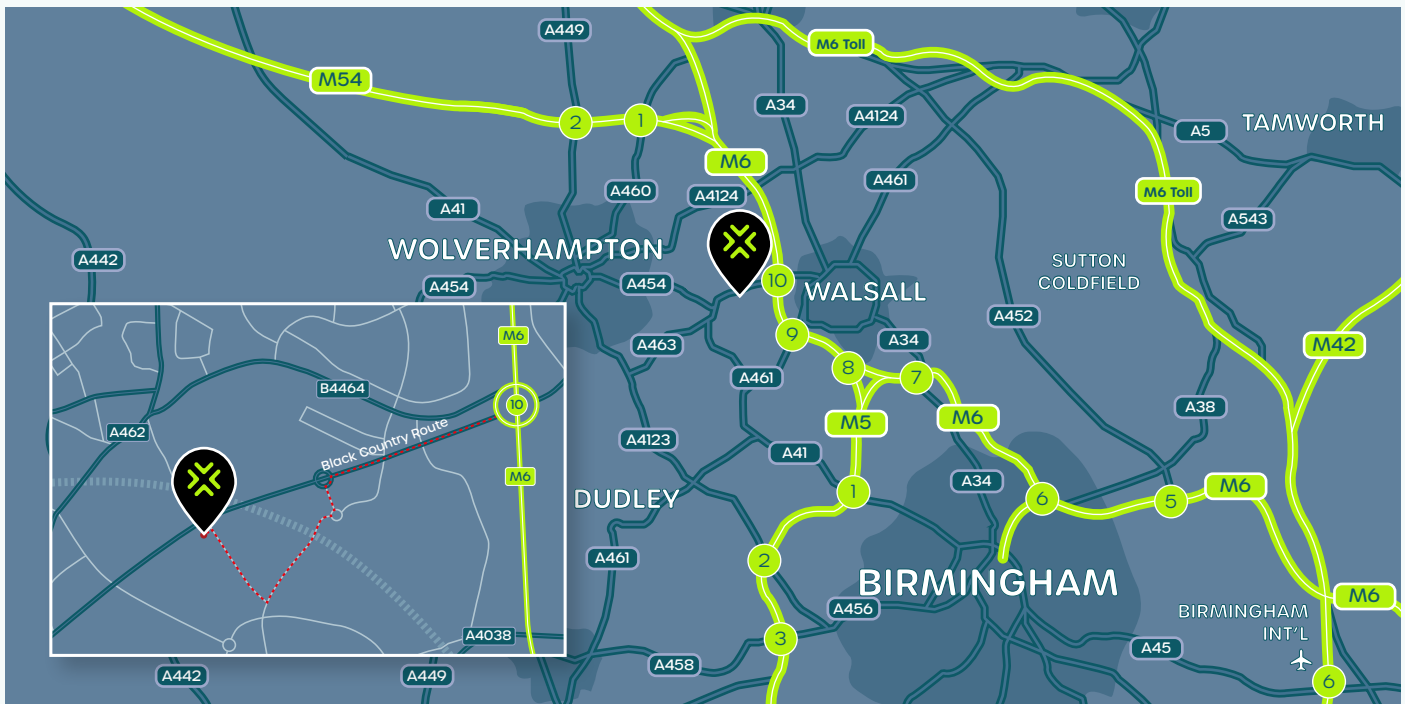 A449
M6 Toll
M54
A34
A4124
2
1
A5
TAMWORTH
M6
A461
A460
A4124
M6 Toll
A41
A543
WOLVERHAMPTON
A442
SUTTON
COLDFIELD
A454
A454
10
WALSALL
A452
M6
9
A34
A463
M42
8
7
A461
B4464
10
A38
M5
M6
A462
Black Country Route
A4123
A41
M6
A34
M6
1
6
5
DUDLEY
A461
2
BIRMINGHAM
M6
A456
BIRMINGHAM
INT'L
A4038
3
A45
A458
A442
A449
6